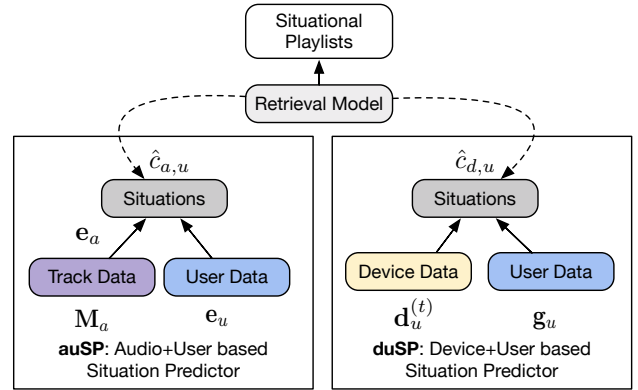 Situational
Playlists
Retrieval Model
ĉ_{a,u}
Situations
e_a
Track Data
User Data
M_a
e_u
auSP: Audio+User based
Situation Predictor
ĉ_{d,u}
Situations
Device Data
User Data
d_u^{(t)}
g_u
duSP: Device+User based
Situation Predictor